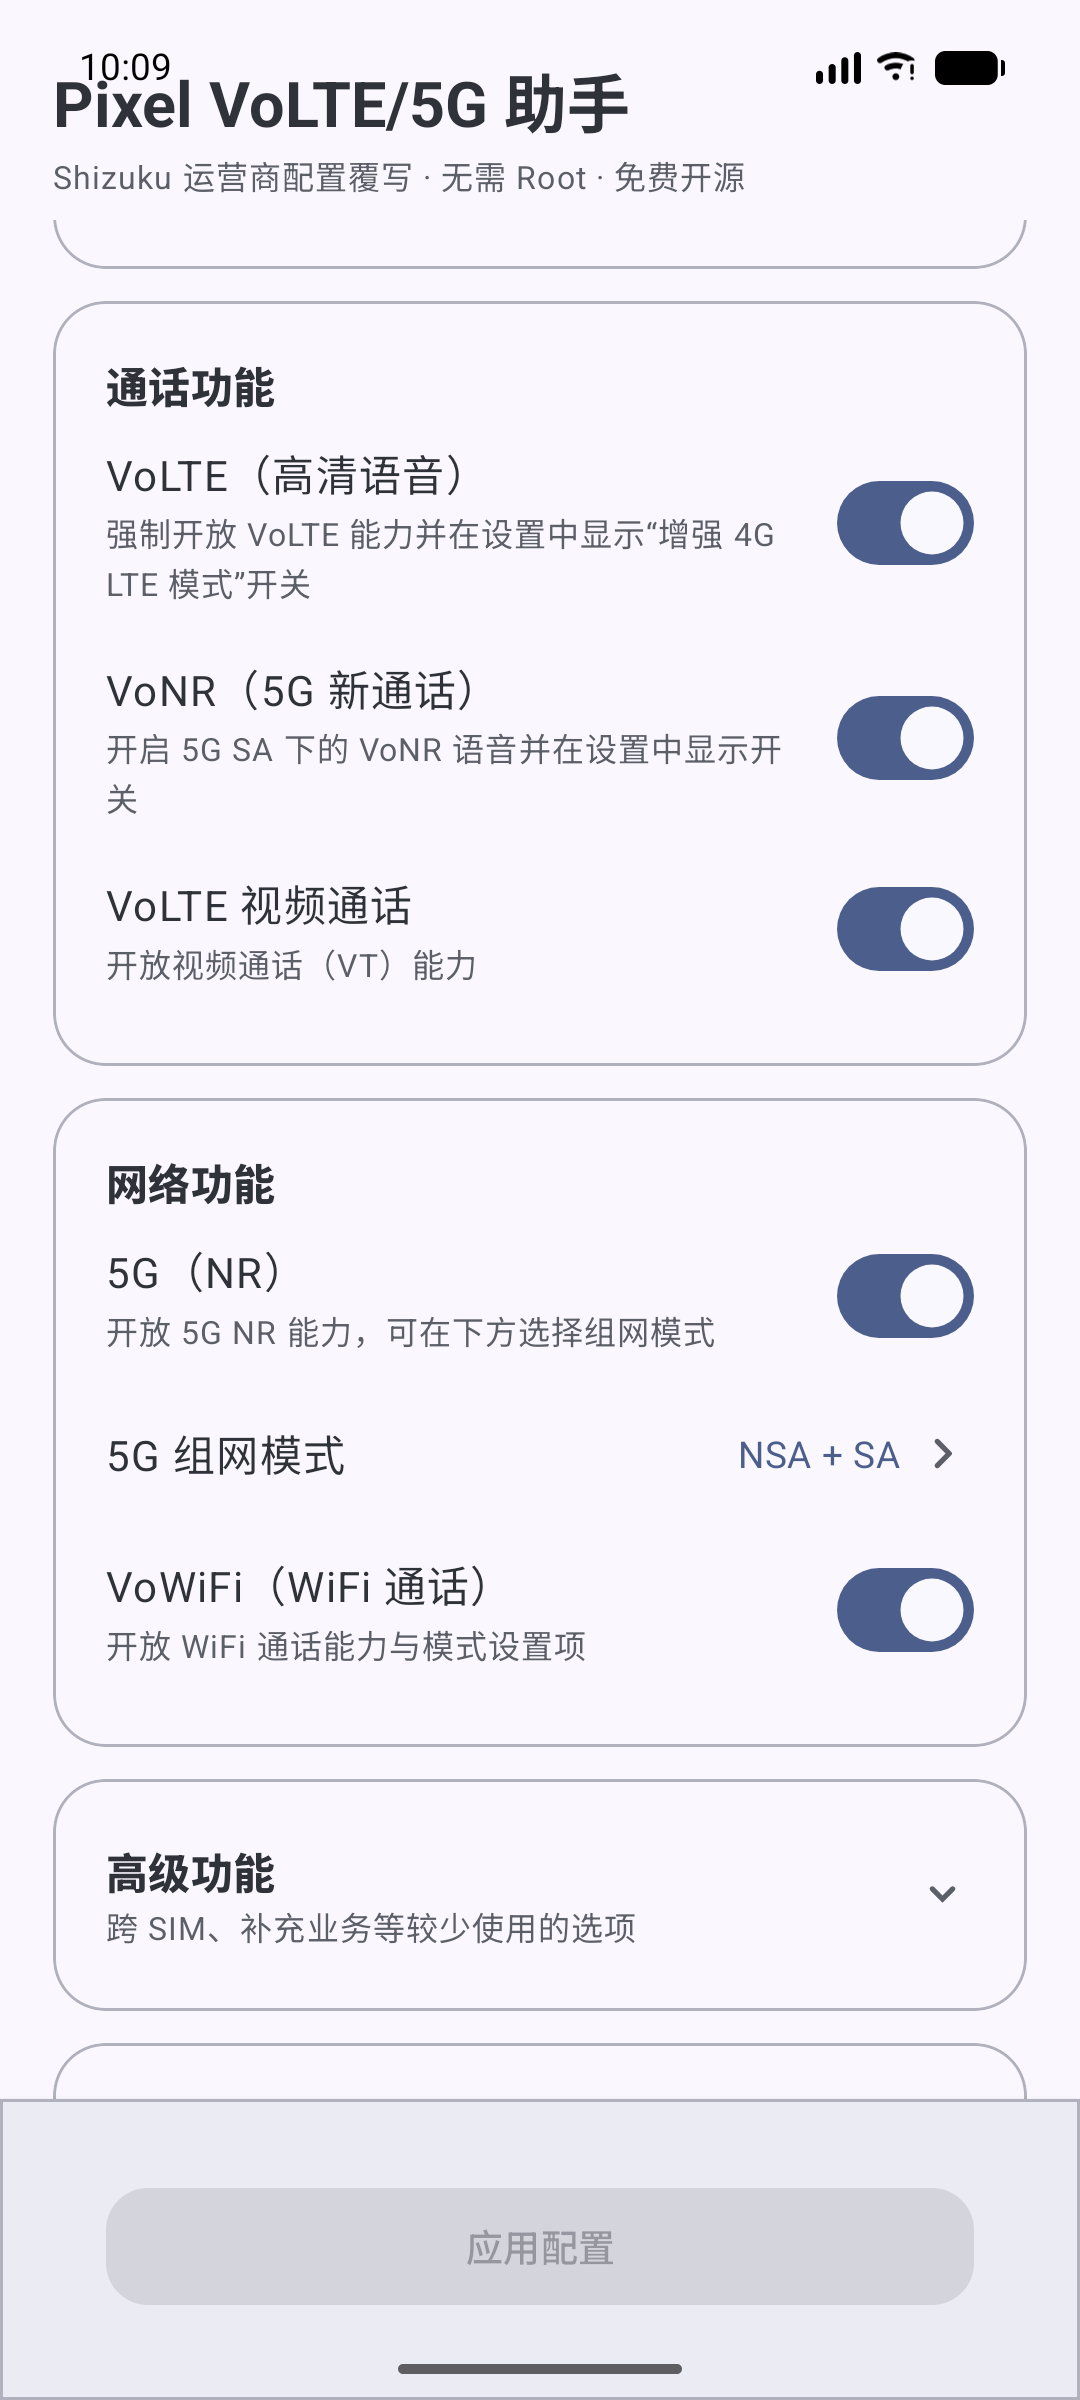 10:09
Pixel VoLTE/5G 助手
Shizuku 运营商配置覆写 · 无需 Root · 免费开源
通话功能
VoLTE（高清语音）
强制开放 VoLTE 能力并在设置中显示“增强 4G
LTE 模式”开关
VoNR（5G 新通话）
开启 5G SA 下的 VoNR 语音并在设置中显示开
关
VoLTE 视频通话
开放视频通话（VT）能力
网络功能
5G（NR）
开放 5G NR 能力，可在下方选择组网模式
5G 组网模式 NSA + SA
VoWiFi（WiFi 通话）
开放 WiFi 通话能力与模式设置项
高级功能
跨 SIM、补充业务等较少使用的选项
应用配置